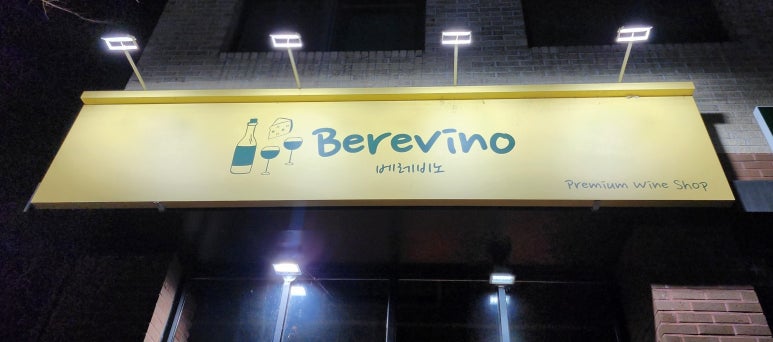 Berevino
베레비노
Premium Wine Shop